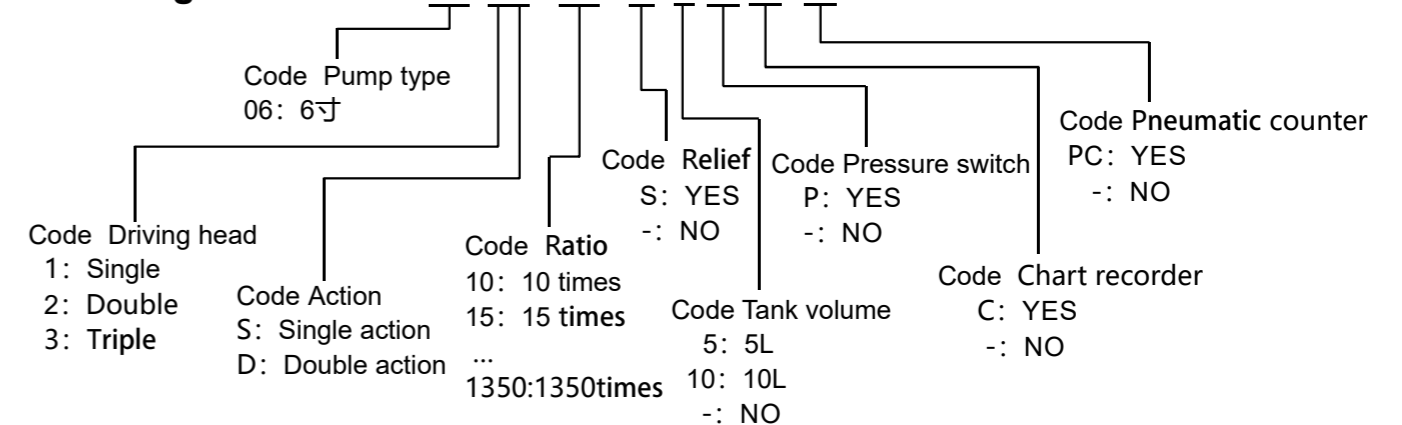 Code Pump type
06: 6寸
Code Driving head
1: Single
2: Double
3: Triple
Code Action
S: Single action
D: Double action
Code Ratio
10: 10 times
15: 15 times
...
1350:1350times
Code Relief
S: YES
-: NO
Code Tank volume
5: 5L
10: 10L
-: NO
Code Pressure switch
P: YES
-: NO
Code Chart recorder
C: YES
-: NO
Code Pneumatic counter
PC: YES
-: NO